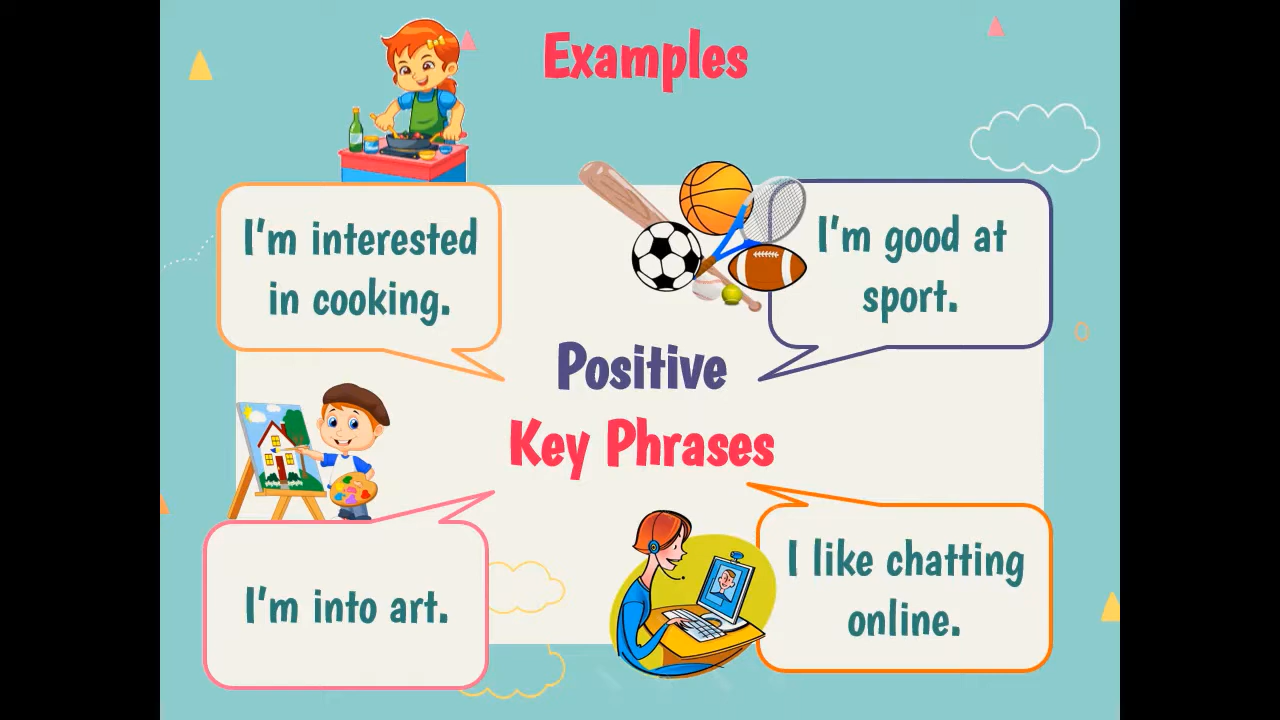 Examples
I'm interested
in cooking.
I'm good at
sport.
Positive
Key Phrases
I'm into art.
I like chatting
online.